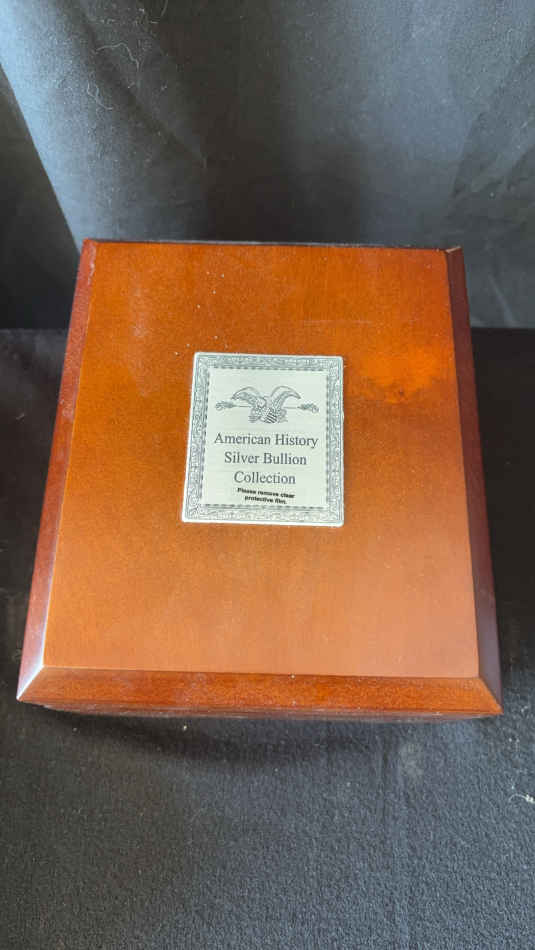 American History
Silver Bullion
Collection
Please remove clear
protective film.